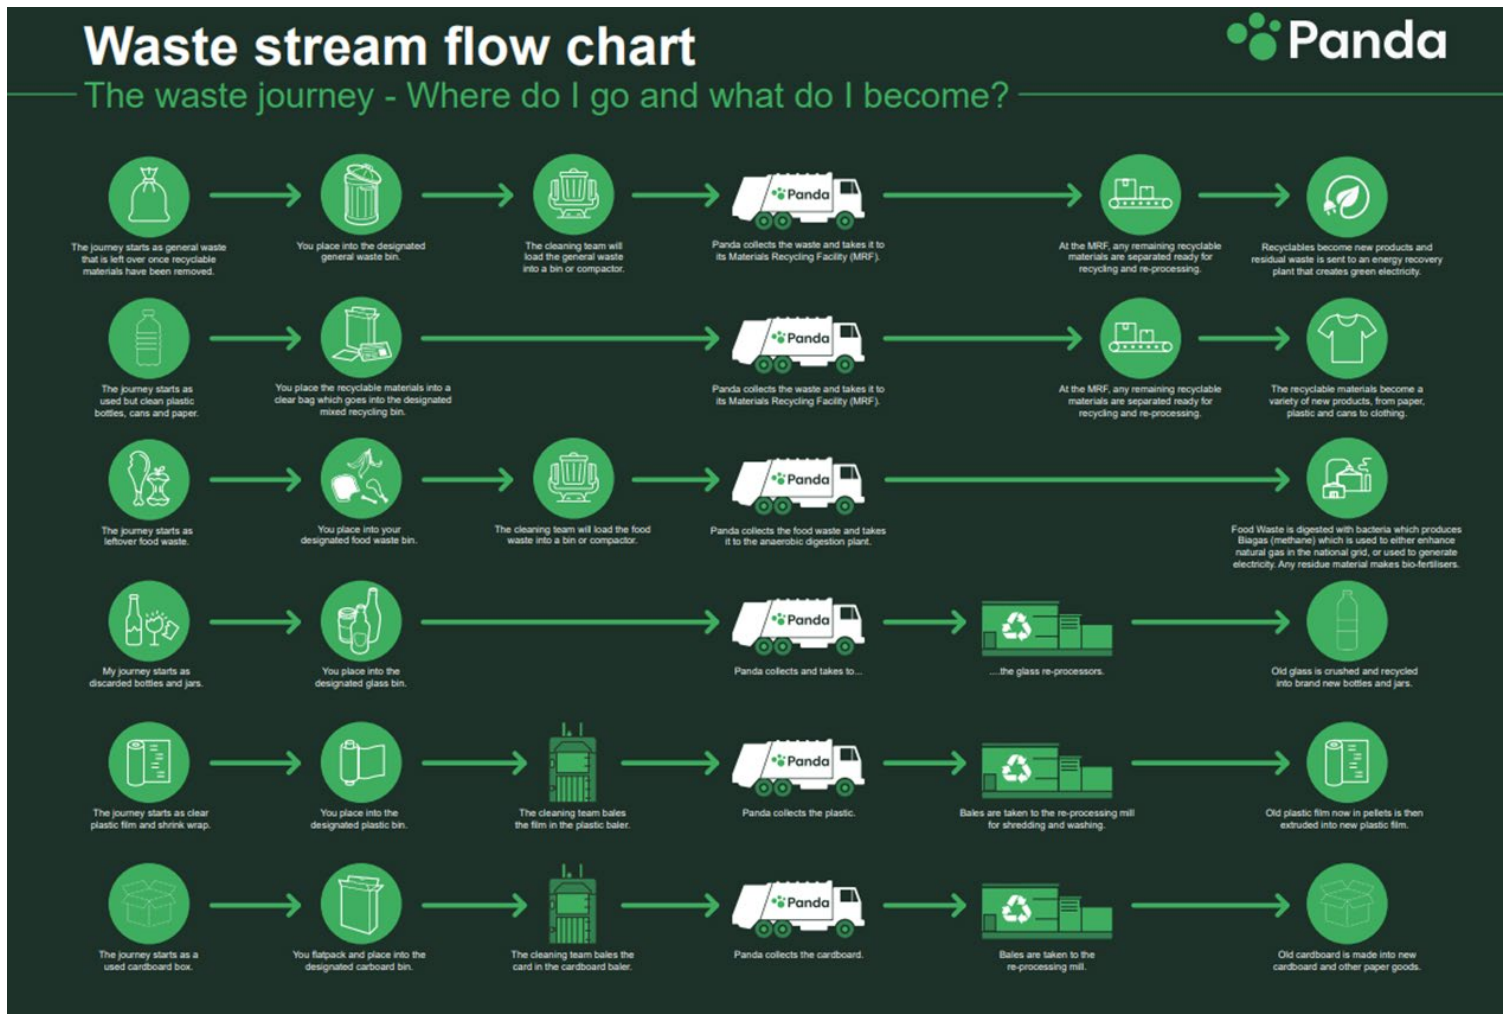 Waste stream flow chart
Panda
The waste journey - Where do I go and what do I become?
Panda
The journey starts as general waste
that is left over once recyclable
materials have been removed.
You place into the designated
general waste bin.
The cleaning team will
load the general waste
into a bin or compactor.
Panda collects the waste and takes it to
its Materials Recycling Facility (MRF).
At the MRF, any remaining recyclable
materials are separated ready for
recycling and re-processing.
Recyclables become new products and
residual waste is sent to an energy recovery
plant that creates green electricity.
Panda
The journey starts as
used but clean plastic
bottles, cans and paper.
You place the recyclable materials into a
clear bag which goes into the designated
mixed recycling bin.
Panda collects the waste and takes it to
its Materials Recycling Facility (MRF).
At the MRF, any remaining recyclable
materials are separated ready for
recycling and re-processing.
The recyclable materials become a
variety of new products, from paper,
plastic and cans to clothing.
Panda
The journey starts as
leftover food waste.
You place into your
designated food waste bin.
The cleaning team will load the food
waste into a bin or compactor.
Panda collects the food waste and takes
it to the anaerobic digestion plant.
Food Waste is digested with bacteria which produces
Biagas (methane) which is used to either enhance
natural gas in the national grid, or used to generate
electricity. Any residue material makes bio-fertilisers.
Panda
My journey starts as
discarded bottles and jars.
You place into the
designated glass bin.
Panda collects and takes to...
....the glass re-processors.
Old glass is crushed and recycled
into brand new bottles and jars.
Panda
The journey starts as clear
plastic film and shrink wrap.
You place into the
designated plastic bin.
The cleaning team bales
the film in the plastic baler.
Panda collects the plastic.
Bales are taken to the re-processing mill
for shredding and washing.
Old plastic film now in pellets is then
extruded into new plastic film.
Panda
The journey starts as a
used cardboard box.
You flatpack and place into the
designated carboard bin.
The cleaning team bales the
card in the cardboard baler.
Panda collects the cardboard.
Bales are taken to the
re-processing mill.
Old cardboard is made into new
cardboard and other paper goods.